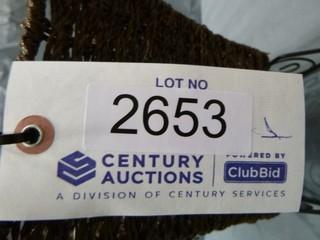 LOT NO
2653
CENTURY
AUCTIONS
POWERED BY
ClubBid
A DIVISION OF CENTURY SERVICES